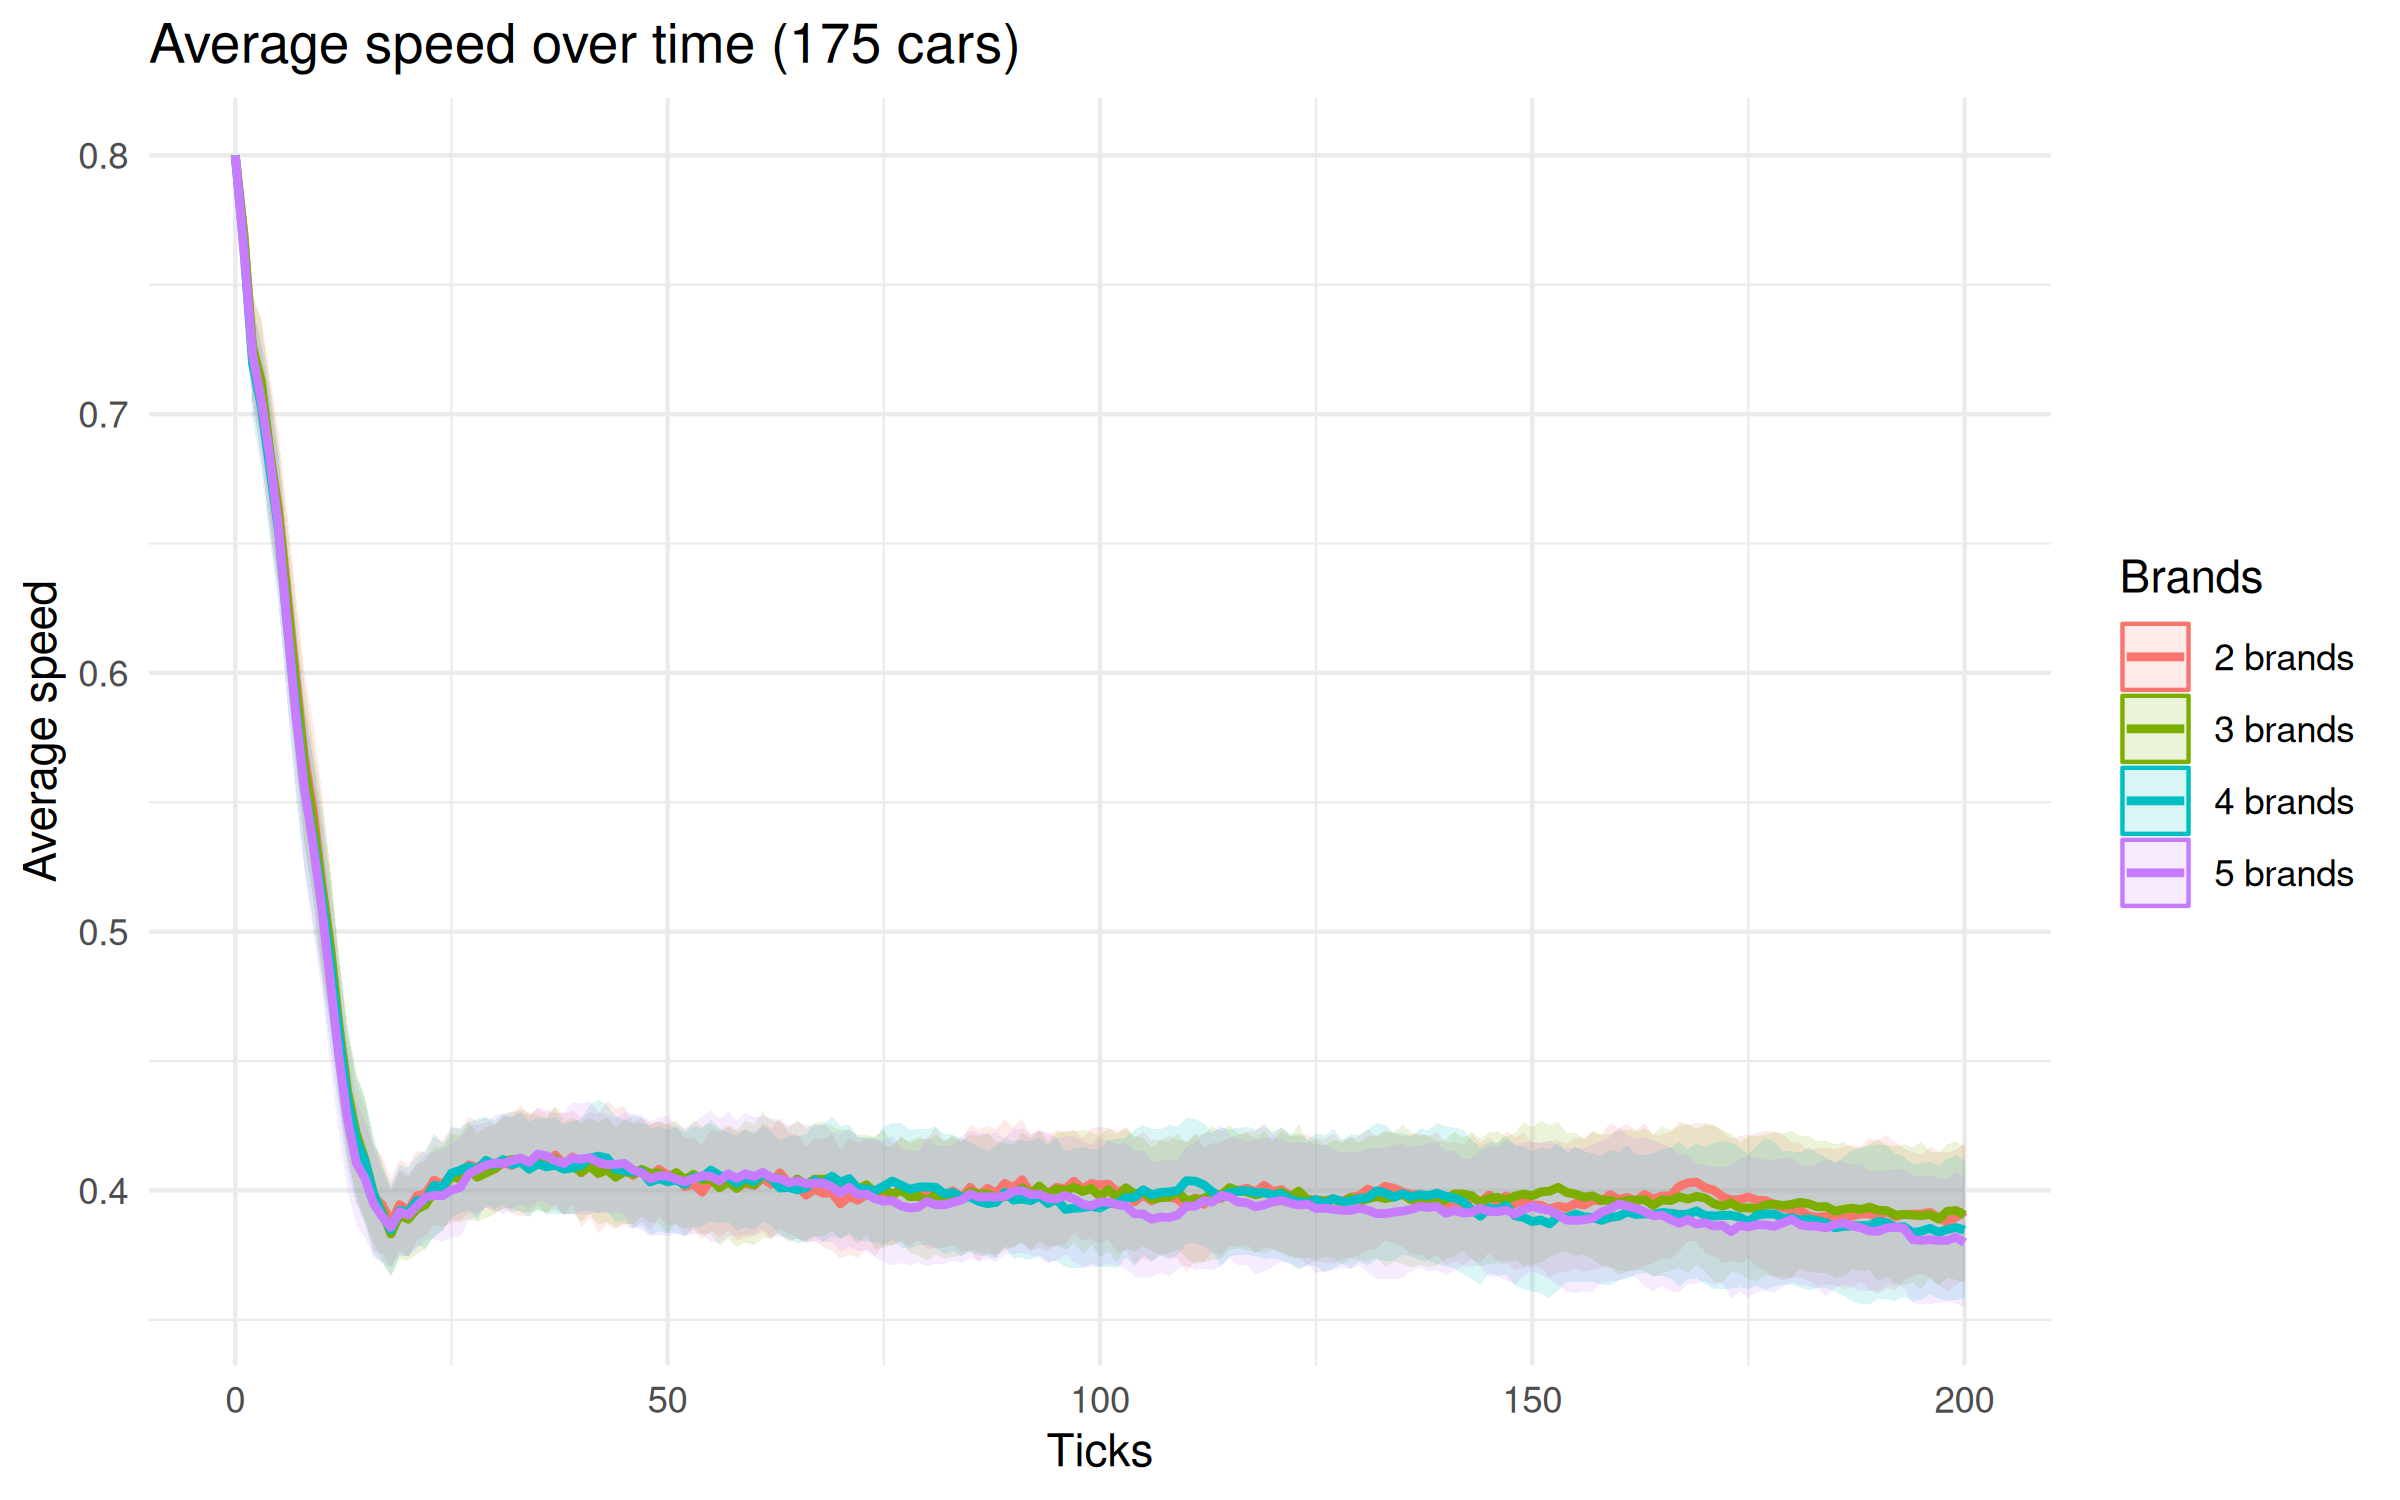 Average speed over time (175 cars)
Average speed
0.8
0.7
0.6
0.5
0.4
0
50
100
150
200
Ticks
Brands
2 brands
3 brands
4 brands
5 brands